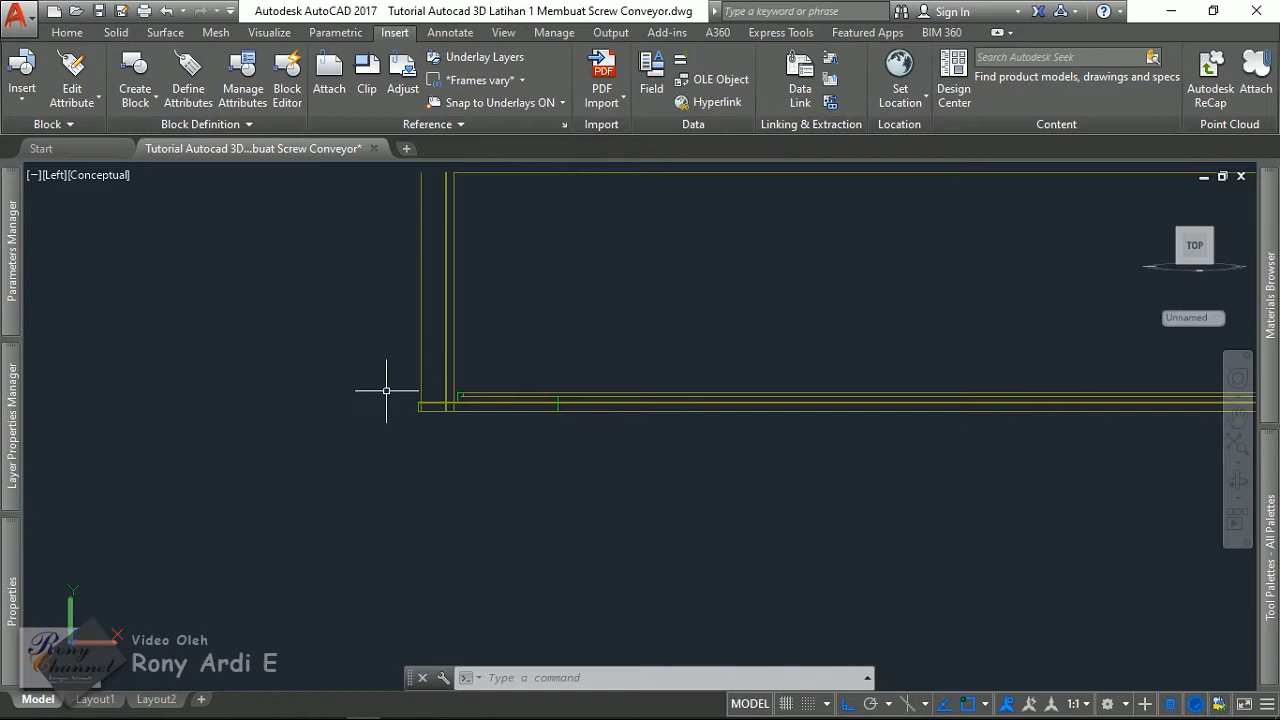 Autodesk AutoCAD 2017 Tutorial Autocad 3D Latihan 1 Membuat Screw Conveyor.dwg Type a keyword or phrase Sign In
Home Solid Surface Mesh Visualize Parametric Insert Annotate View Manage Output Add-ins A360 Express Tools Featured Apps BIM 360
Insert Edit Attribute Create Block Define Attributes Manage Attributes Block Editor Attach Clip Adjust Underlay Layers *Frames vary* Snap to Underlays ON PDF Import Field OLE Object Hyperlink Data Link Set Location Design Center Search Autodesk Seek Find product models, drawings and specs Autodesk ReCap Attach
Block Block Definition Reference Import Data Linking & Extraction Location Content Point Cloud
Start Tutorial Autocad 3D...buat Screw Conveyor*
[−][Left][Conceptual]
Parameters Manager
Layer Properties Manager
Properties
TOP
Unnamed
Materials Browser
Tool Palettes - All Palettes
Y
X
Rony
Channel
Video Oleh
Rony Ardi E
Type a command
Model Layout1 Layout2 + MODEL 1:1